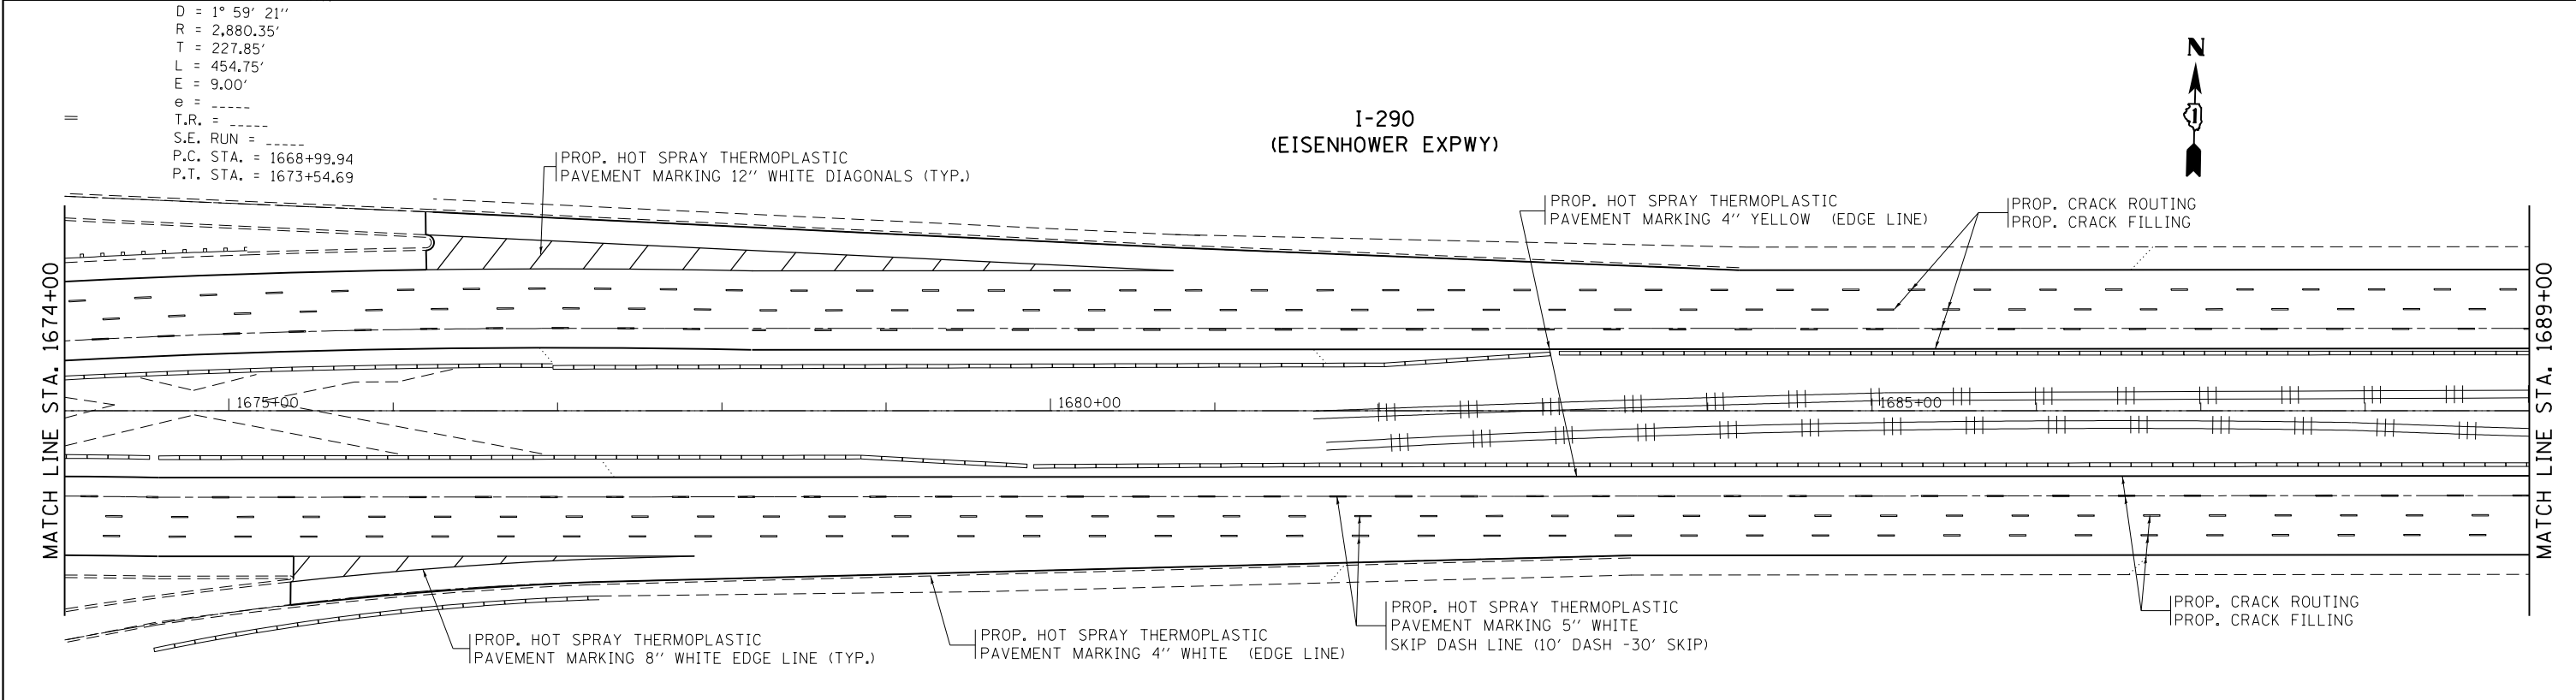 D = 1° 59' 21"
R = 2,880.35'
T = 227.85'
L = 454.75'
E = 9.00'
e = _____
T.R. = _____
S.E. RUN = _____
P.C. STA. = 1668+99.94
P.T. STA. = 1673+54.69
I-290
(EISENHOWER EXPWY)
N
1
PROP. HOT SPRAY THERMOPLASTIC
PAVEMENT MARKING 12" WHITE DIAGONALS (TYP.)
PROP. HOT SPRAY THERMOPLASTIC
PAVEMENT MARKING 4" YELLOW (EDGE LINE)
PROP. CRACK ROUTING
PROP. CRACK FILLING
MATCH LINE STA. 1674+00
1675+00
1680+00
1685+00
MATCH LINE STA. 1689+00
PROP. HOT SPRAY THERMOPLASTIC
PAVEMENT MARKING 8" WHITE EDGE LINE (TYP.)
PROP. HOT SPRAY THERMOPLASTIC
PAVEMENT MARKING 4" WHITE (EDGE LINE)
PROP. HOT SPRAY THERMOPLASTIC
PAVEMENT MARKING 5" WHITE
SKIP DASH LINE (10' DASH -30' SKIP)
PROP. CRACK ROUTING
PROP. CRACK FILLING